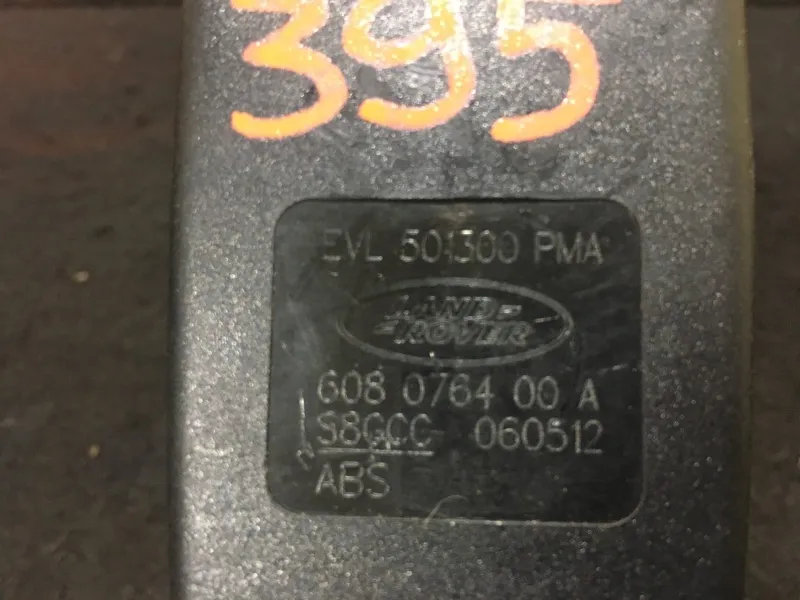 395
EVL 501300 PMA
LAND-
-ROVER
608 0764 00 A
S8GCC 060512
ABS